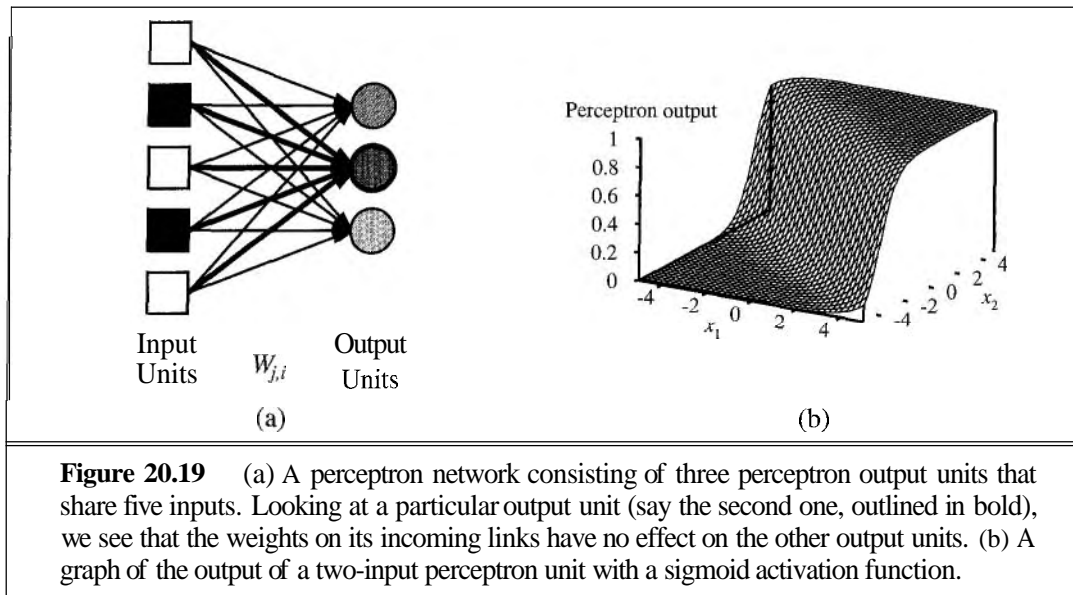 Input
Units
W_{j,i}
Output
Units
(a)
Perceptron output
1
0.8
0.6
0.4
0.2
0
-4 -2 0 2 4
x_1
-4 -2 0 2 4
x_2
(b)
Figure 20.19 (a) A perceptron network consisting of three perceptron output units that
share five inputs. Looking at a particular output unit (say the second one, outlined in bold),
we see that the weights on its incoming links have no effect on the other output units. (b) A
graph of the output of a two-input perceptron unit with a sigmoid activation function.